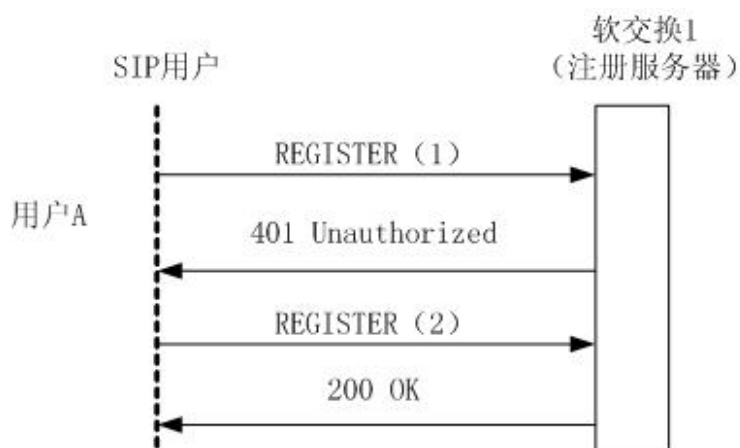 软交换1
（注册服务器）
SIP用户
REGISTER（1）
用户A
401 Unauthorized
REGISTER（2）
200 OK